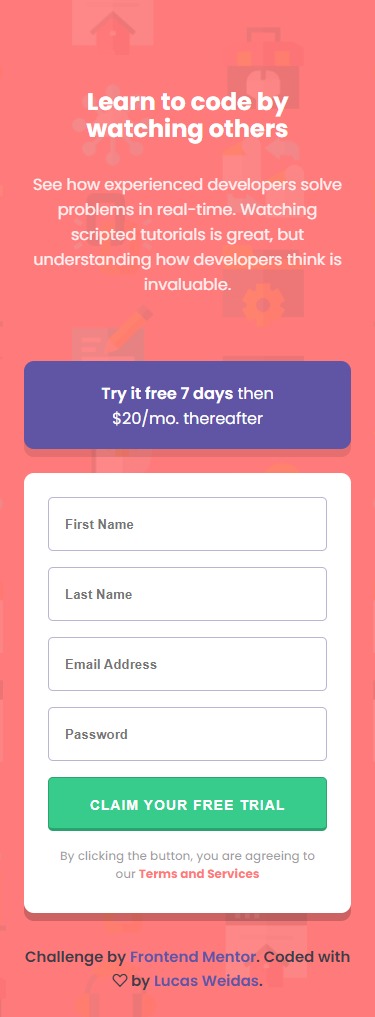 Learn to code by
watching others
See how experienced developers solve
problems in real-time. Watching
scripted tutorials is great, but
understanding how developers think is
invaluable.
Try it free 7 days then
$20/mo. thereafter
First Name
Last Name
Email Address
Password
CLAIM YOUR FREE TRIAL
By clicking the button, you are agreeing to
our Terms and Services
Challenge by Frontend Mentor. Coded with
♡ by Lucas Weidas.